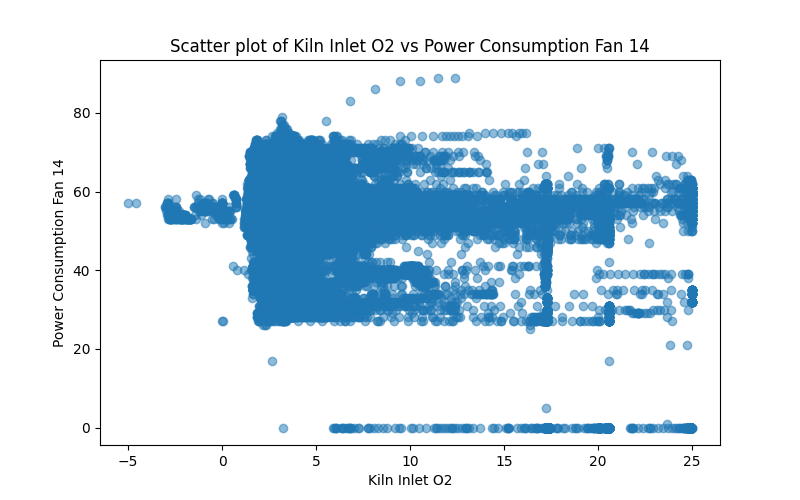 Scatter plot of Kiln Inlet O2 vs Power Consumption Fan 14
Power Consumption Fan 14
80
60
40
20
0
−5 0 5 10 15 20 25
Kiln Inlet O2